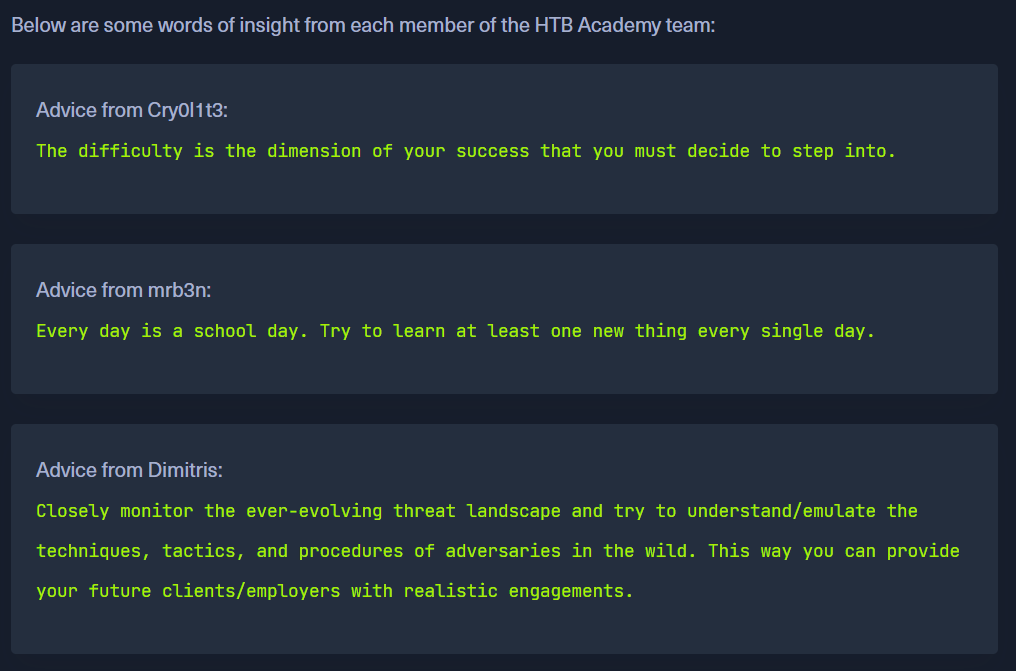 Below are some words of insight from each member of the HTB Academy team:
Advice from Cry0l1t3:
The difficulty is the dimension of your success that you must decide to step into.
Advice from mrb3n:
Every day is a school day. Try to learn at least one new thing every single day.
Advice from Dimitris:
Closely monitor the ever-evolving threat landscape and try to understand/emulate the
techniques, tactics, and procedures of adversaries in the wild. This way you can provide
your future clients/employers with realistic engagements.